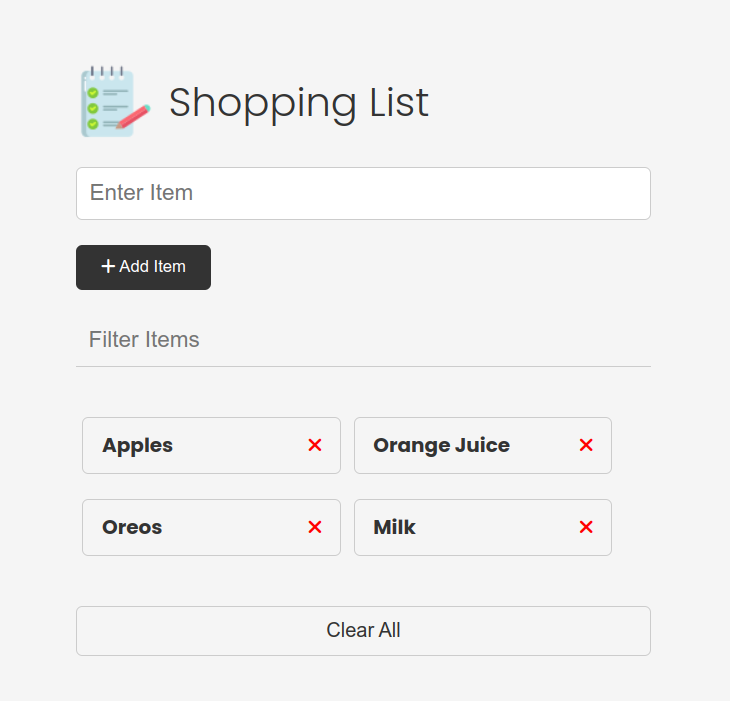 Shopping List
Enter Item
+ Add Item
Filter Items
Apples
Orange Juice
Oreos
Milk
Clear All